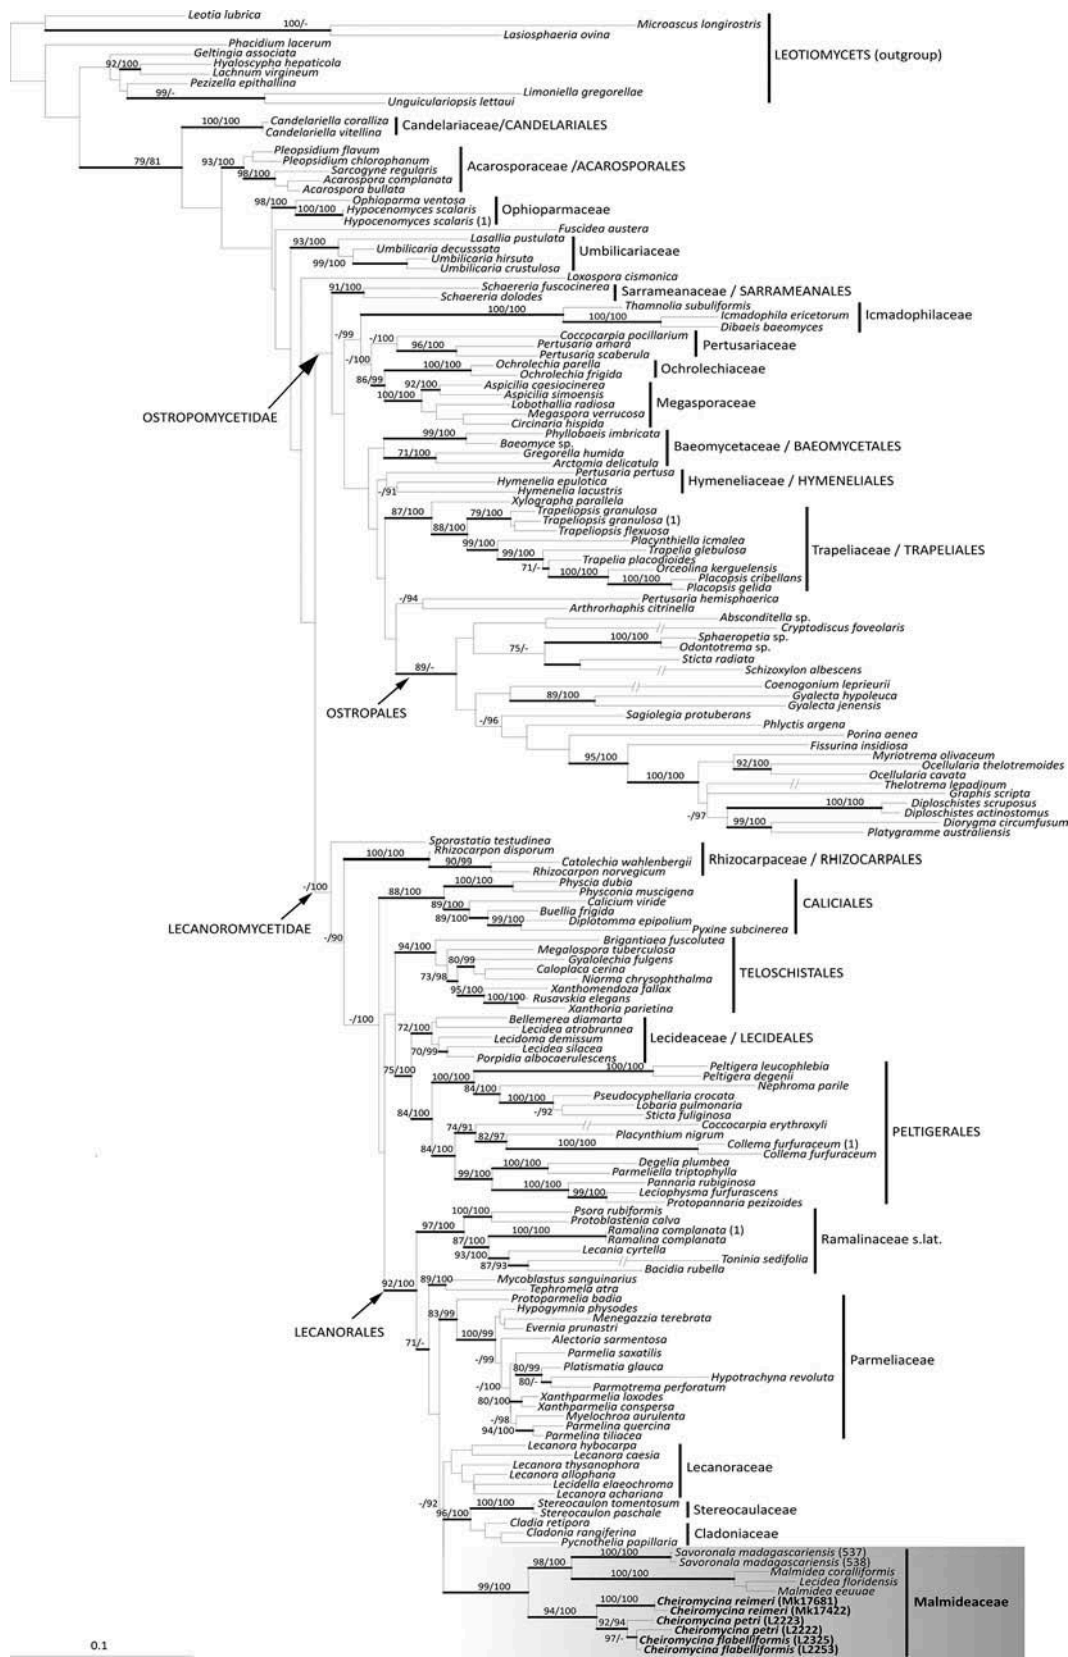 Leotia lubrica
100/-
Microascus longirostris
Lasiosphaeria ovina
LEOTIOMYCETS (outgroup)
Phacidium lacerum
Geltingia associata
92/100
Hyaloscypha hepaticola
Lachnum virgineum
Pezizella epithallina
99/-
Limoniella gregorellae
Unguiculariopsis lettaui
79/81
100/100
Candelariella coralliza
Candelariella vitellina
Candelariaceae/CANDELARIALES
93/100
Pleopsidium flavum
Pleopsidium chlorophanum
98/100
Sarcogyne regularis
Acarospora complanata
Acarospora bullata
Acarosporaceae /ACAROSPORALES
98/100
Ophioparma ventosa
100/100
Hypocenomyces scalaris
Hypocenomyces scalaris (1)
Ophioparmaceae
Fuscidea austera
93/100
Lasallia pustulata
Umbilicaria decusssata
99/100
Umbilicaria hirsuta
Umbilicaria crustulosa
Umbilicariaceae
Loxospora cismonica
91/100
Schaereria fuscocinerea
Schaereria dolodes
Sarrameanaceae / SARRAMEANALES
100/100
Thamnolia subuliformis
100/100
Icmadophila ericetorum
Dibaeis baeomyces
Icmadophilaceae
-/99
-/100
-/100
Coccocarpia pocillarium
96/100
Pertusaria amara
Pertusaria scaberula
Pertusariaceae
86/99
100/100
Ochrolechia parella
Ochrolechia frigida
Ochrolechiaceae
100/100
92/100
Aspicilia caesiocinerea
Aspicilia simoensis
Lobothallia radiosa
Megaspora verrucosa
Circinaria hispida
Megasporaceae
OSTROPOMYCETIDAE
99/100
Phyllobaeis imbricata
Baeomyce sp.
71/100
Gregorella humida
Arctomia delicatula
Baeomycetaceae / BAEOMYCETALES
Pertusaria pertusa
-/91
Hymenelia epulotica
Hymenelia lacustris
Hymeneliaceae / HYMENELIALES
87/100
Xylographa parallela
88/100
79/100
Trapeliopsis granulosa
Trapeliopsis granulosa (1)
Trapeliopsis flexuosa
99/100
Placynthiella icmalea
99/100
Trapelia glebulosa
71/-
Trapelia placodioides
100/100
Orceolina kerguelensis
100/100
Placopsis cribellans
Placopsis gelida
Trapeliaceae / TRAPELIALES
-/94
Pertusaria hemisphaerica
Arthrorhaphis citrinella
89/-
OSTROPALES
Absconditella sp.
Cryptodiscus foveolaris
75/-
100/100
Sphaeropetia sp.
Odontotrema sp.
Sticta radiata
Schizoxylon albescens
Coenogonium leprieurii
89/100
Gyalecta hypoleuca
Gyalecta jenensis
-/96
Sagiolegia protuberans
Phlyctis argena
Porina aenea
95/100
Fissurina insidiosa
100/100
Myriotrema olivaceum
92/100
Ocellularia thelotremoides
Ocellularia cavata
Thelotrema lepadinum
Graphis scripta
-/97
100/100
Diploschistes scruposus
Diploschistes actinostomus
99/100
Diorygma circumfusum
Platygramme australiensis
Sporastatia testudinea
100/100
Rhizocarpon disporum
90/99
Catolechia wahlenbergii
Rhizocarpon norvegicum
Rhizocarpaceae / RHIZOCARPALES
-/100
LECANOROMYCETIDAE
-/90
88/100
100/100
Physcia dubia
Physconia muscigena
89/100
Calicium viride
89/100
Buellia frigida
99/100
Diplotomma epipolium
Pyxine subcinerea
CALICIALES
94/100
Brigantiaea fuscolutea
Megalospora tuberculosa
80/99
Gyalolechia fulgens
73/98
Caloplaca cerina
Niorma chrysophthalma
95/100
Xanthomendoza fallax
100/100
Rusavskia elegans
Xanthoria parietina
TELOSCHISTALES
-/100
72/100
Bellemerea diamarta
Lecidea atrobrunnea
Lecidoma demissum
70/99
Lecidea silacea
Porpidia albocaerulescens
Lecideaceae / LECIDEALES
75/100
84/100
100/100
100/100
Peltigera leucophlebia
Peltigera degenii
84/100
Nephroma parile
100/100
Pseudocyphellaria crocata
-/92
Lobaria pulmonaria
Sticta fuliginosa
84/100
74/91
Coccocarpia erythroxyli
82/97
Placynthium nigrum
100/100
Collema furfuraceum (1)
Collema furfuraceum
99/100
100/100
Degelia plumbea
Parmeliella triptophylla
100/100
Pannaria rubiginosa
99/100
Leciophysma furfurascens
Protopannaria pezizoides
PELTIGERALES
97/100
100/100
Psora rubiformis
Protoblastenia calva
87/100
100/100
Ramalina complanata (1)
Ramalina complanata
93/100
Lecania cyrtella
87/93
Toninia sedifolia
Bacidia rubella
Ramalinaceae s.lat.
92/100
LECANORALES
89/100
Mycoblastus sanguinarius
Tephromela atra
71/-
83/99
Protoparmelia badia
100/99
Hypogymnia physodes
Menegazzia terebrata
Evernia prunastri
-/99
Alectoria sarmentosa
Parmelia saxatilis
-/100
80/99
Platismatia glauca
80/-
Hypotrachyna revoluta
Parmotrema perforatum
80/100
Xanthparmelia loxodes
Xanthparmelia conspersa
-/98
Myelochroa aurulenta
94/100
Parmelina quercina
Parmelina tiliacea
Parmeliaceae
Lecanora hybocarpa
Lecanora caesia
Lecanora thysanophora
Lecanora allophana
Lecidella elaeochroma
Lecanora achariana
Lecanoraceae
-/92
96/100
100/100
Stereocaulon tomentosum
Stereocaulon paschale
Stereocaulaceae
Cladia retipora
Cladonia rangiferina
Pycnothelia papillaria
Cladoniaceae
99/100
98/100
100/100
Savoronala madagascariensis (537)
Savoronala madagascariensis (538)
100/100
Malmidea coralliformis
Lecidea floridensis
Malmidea eeuuae
94/100
100/100
Cheiromycina reimeri (Mk17681)
Cheiromycina reimeri (Mk17422)
92/94
Cheiromycina petri (L2223)
Cheiromycina petri (L2222)
97/-
Cheiromycina flabelliformis (L2325)
Cheiromycina flabelliformis (L2253)
Malmideaceae
0.1